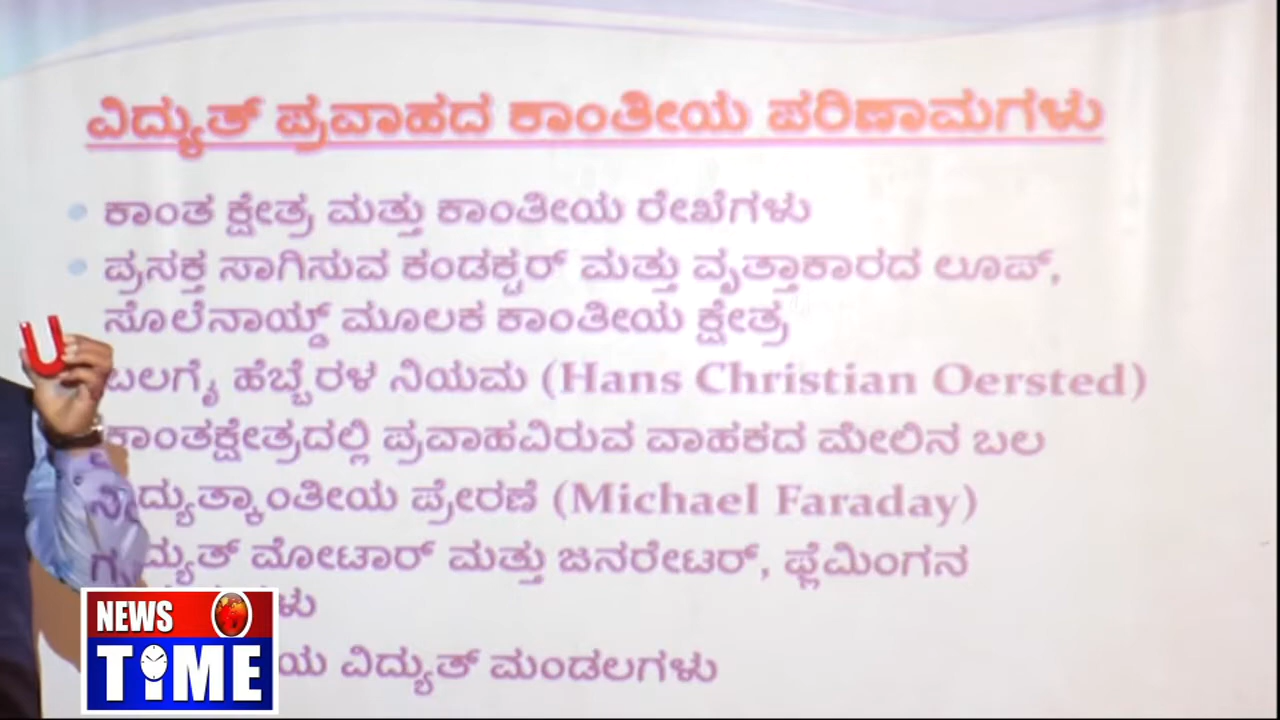 ವಿದ್ಯುತ್ ಪ್ರವಾಹದ ಕಾಂತೀಯ ಪರಿಣಾಮಗಳು
ಕಾಂತ ಕ್ಷೇತ್ರ ಮತ್ತು ಕಾಂತೀಯ ರೇಖೆಗಳು
ಪ್ರಸಕ್ತ ಸಾಗಿಸುವ ಕಂಡಕ್ಟರ್ ಮತ್ತು ವೃತ್ತಾಕಾರದ ಲೂಪ್,
ಸೊಲೆನಾಯ್ಡ್ ಮೂಲಕ ಕಾಂತೀಯ ಕ್ಷೇತ್ರ
ಬಲಗೈ ಹೆಬ್ಬೆರಳ ನಿಯಮ (Hans Christian Oersted)
ಕಾಂತಕ್ಷೇತ್ರದಲ್ಲಿ ಪ್ರವಾಹವಿರುವ ವಾಹಕದ ಮೇಲಿನ ಬಲ
ಪ್ರೇರಣೆ (Michael Faraday)
ಮೋಟಾರ್ ಮತ್ತು ಜನರೇಟರ್, ಫ್ಲೆಮಿಂಗನ
ವಿದ್ಯುತ್ ಮಂಡಲಗಳು
NEWS
TIME